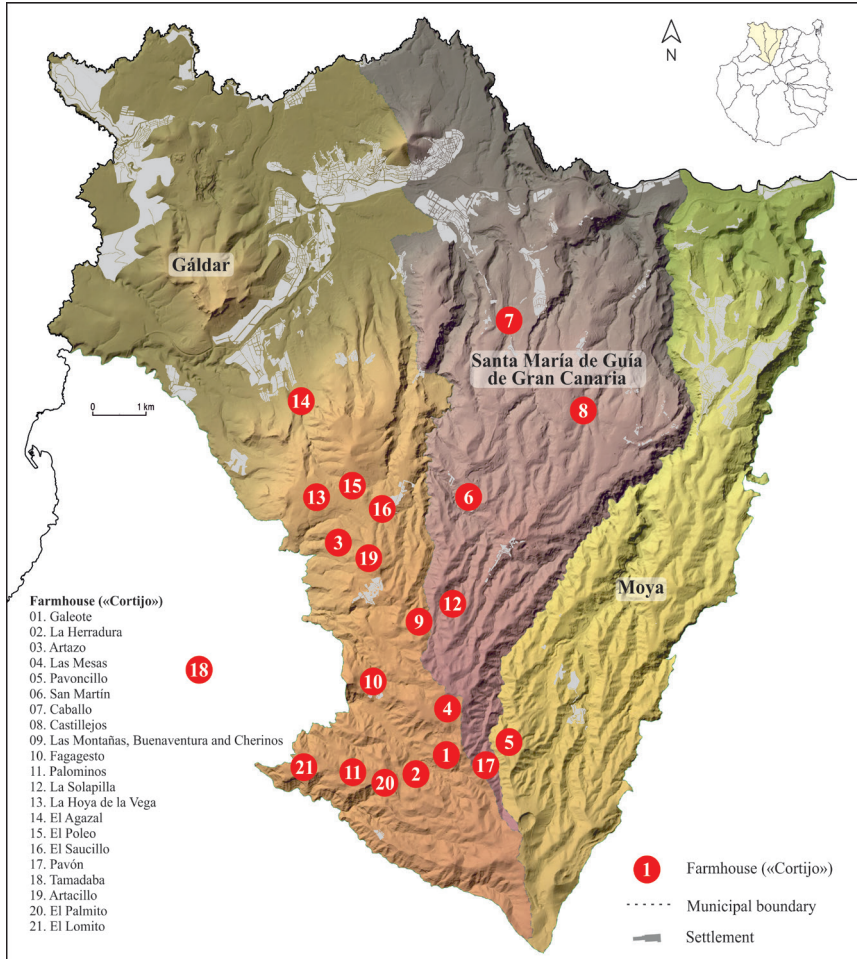 N
Gáldar
7
Santa María de Guía
de Gran Canaria
14
8
0 1 km
15
13
16
6
3
19
Moya
12
9
18
10
4
5
1
17
21
11
2
20
Farmhouse («Cortijo»)
01. Galeote
02. La Herradura
03. Artazo
04. Las Mesas
05. Pavoncillo
06. San Martín
07. Caballo
08. Castillejos
09. Las Montañas, Buenaventura and Cherinos
10. Fagagesto
11. Palominos
12. La Solapilla
13. La Hoya de la Vega
14. El Agazal
15. El Poleo
16. El Saucillo
17. Pavón
18. Tamadaba
19. Artacillo
20. El Palmito
21. El Lomito
1 Farmhouse («Cortijo»)
Municipal boundary
Settlement